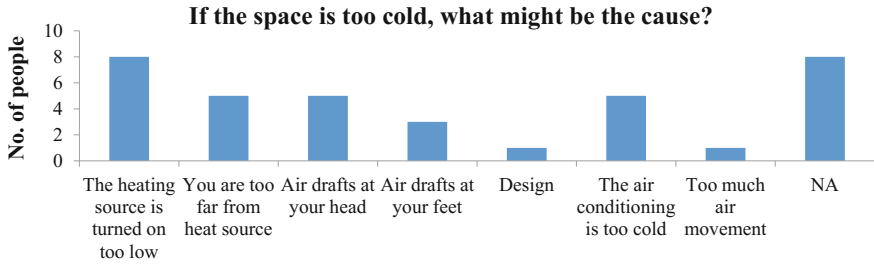 If the space is too cold, what might be the cause?
No. of people
10
8
6
4
2
0
The heating
source is
turned on
too low
You are too
far from
heat source
Air drafts at
your head
Air drafts at
your feet
Design
The air
conditioning
is too cold
Too much
air
movement
NA